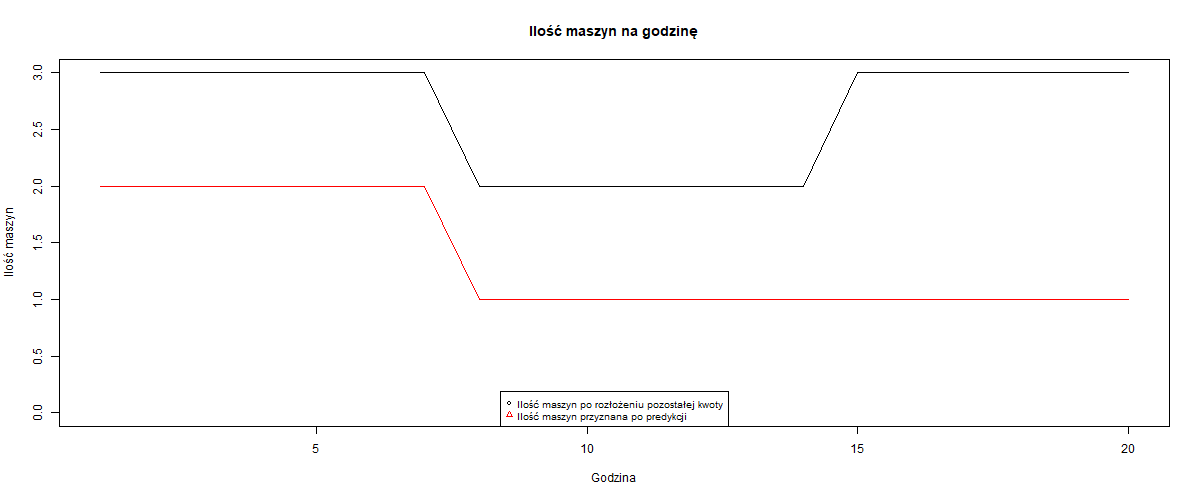 Ilość maszyn na godzinę
Ilość maszyn
3.0
2.5
2.0
1.5
1.0
0.5
0.0
Ilość maszyn po rozłożeniu pozostałej kwoty
Ilość maszyn przyznana po predykcji
5
10
15
20
Godzina